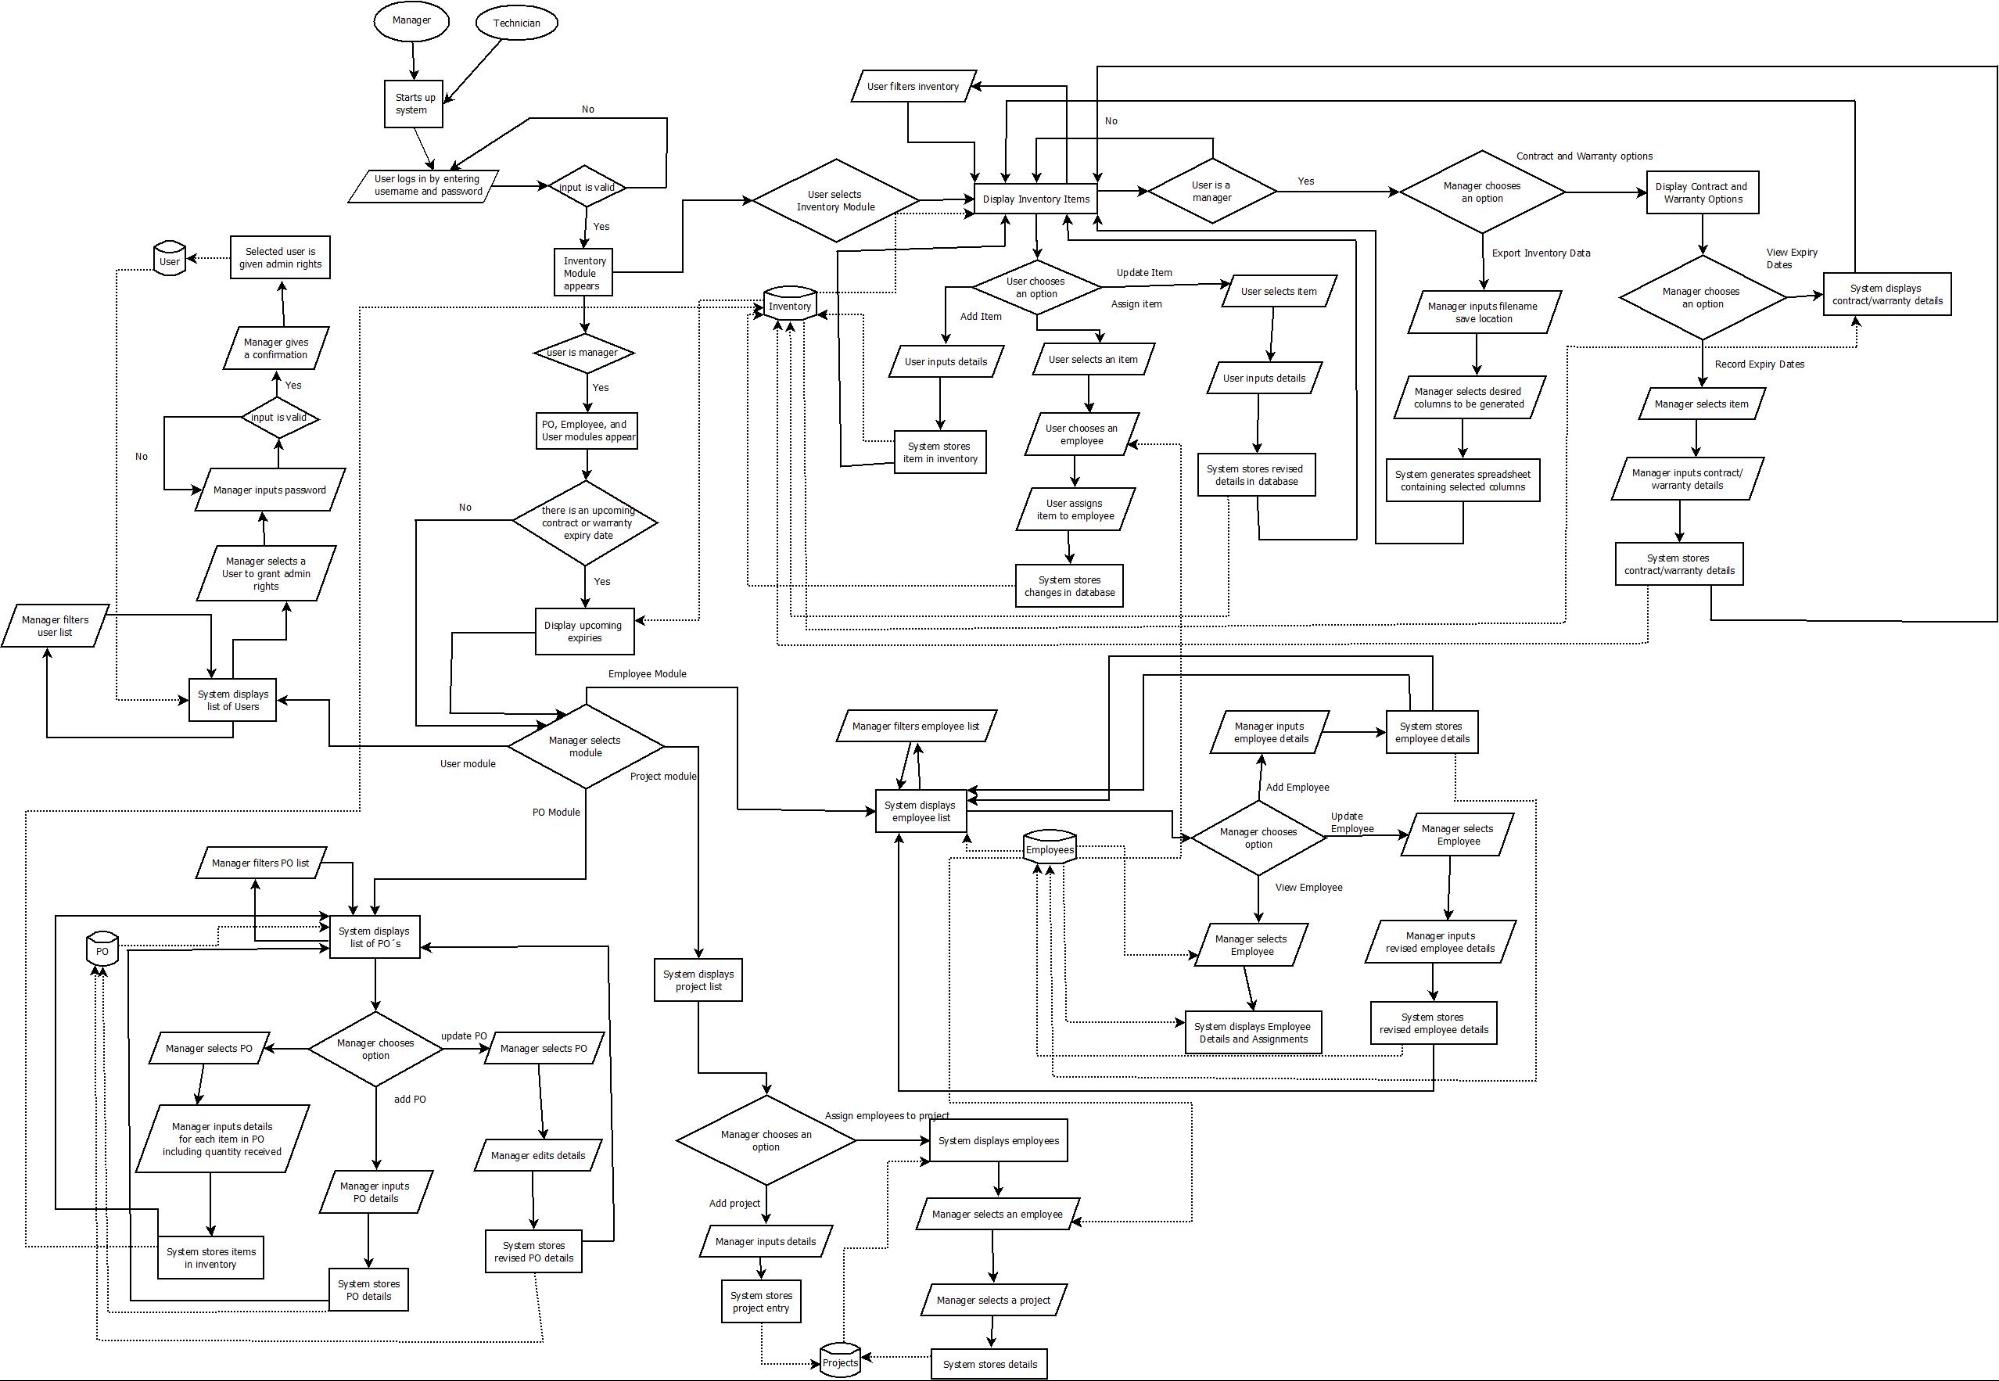 Manager
Technician
Starts up
system
No
User logs in by entering
username and password
input is valid
Yes
Inventory
Module
appears
user is manager
Yes
PO, Employee, and
User modules appear
there is an upcoming
contract or warranty
expiry date
No
Yes
Display upcoming
expiries
User
Selected user is
given admin rights
Manager gives
a confirmation
Yes
input is valid
No
Manager inputs password
Manager selects a
User to grant admin
rights
Manager filters
user list
System displays
list of Users
User filters inventory
User selects
Inventory Module
Display Inventory Items
No
User is a
manager
Yes
Manager chooses
an option
Contract and Warranty options
Display Contract and
Warranty Options
Export Inventory Data
View Expiry
Dates
Manager chooses
an option
System displays
contract/warranty details
Record Expiry Dates
Inventory
User chooses
an option
Update Item
Assign item
Add Item
User selects item
User inputs details
User selects an item
User inputs details
System stores
item in inventory
User chooses an
employee
User assigns
item to employee
System stores
changes in database
System stores revised
details in database
Manager inputs filename
save location
Manager selects desired
columns to be generated
System generates spreadsheet
containing selected columns
Manager selects item
Manager inputs contract/
warranty details
System stores
contract/warranty details
Employee Module
Manager selects
module
User module
Project module
PO Module
Manager filters employee list
System displays
employee list
Employees
Manager inputs
employee details
System stores
employee details
Add Employee
Manager chooses
option
Update
Employee
Manager selects
Employee
View Employee
Manager selects
Employee
Manager inputs
revised employee details
System displays Employee
Details and Assignments
System stores
revised employee details
Manager filters PO list
System displays
list of PO´s
PO
Manager selects PO
Manager chooses
option
update PO
Manager selects PO
add PO
Manager inputs details
for each item in PO
including quantity received
Manager inputs
PO details
Manager edits details
System stores items
in inventory
System stores
PO details
System stores
revised PO details
System displays
project list
Manager chooses an
option
Assign employees to project
System displays employees
Add project
Manager inputs details
Manager selects an employee
System stores
project entry
Manager selects a project
Projects
System stores details